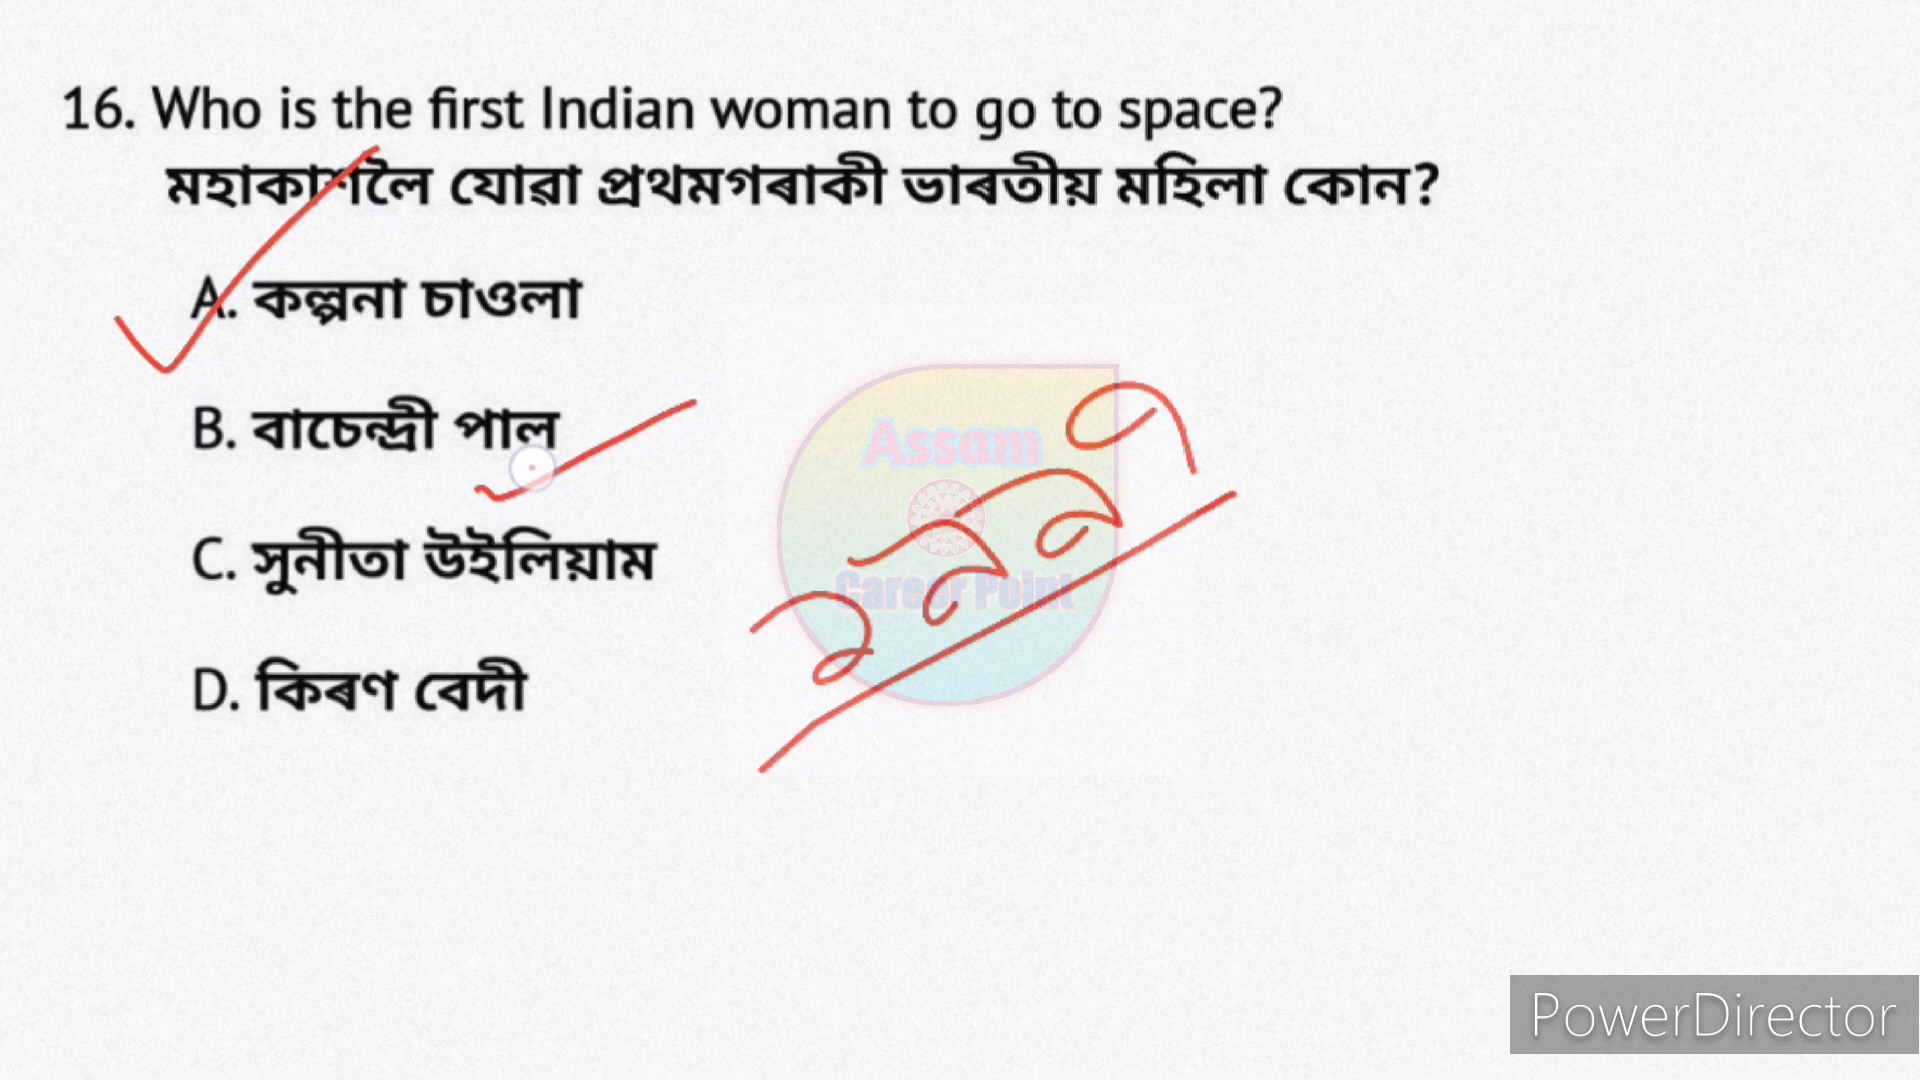 16. Who is the first Indian woman to go to space?
মহাকাশলৈ যোৱা প্ৰথমগৰাকী ভাৰতীয় মহিলা কোন?
A. কল্পনা চাওলা
B. বাচেন্দ্ৰী পাল
C. সুনীতা উইলিয়াম
D. কিৰণ বেদী
Assam
Career Point
PowerDirector